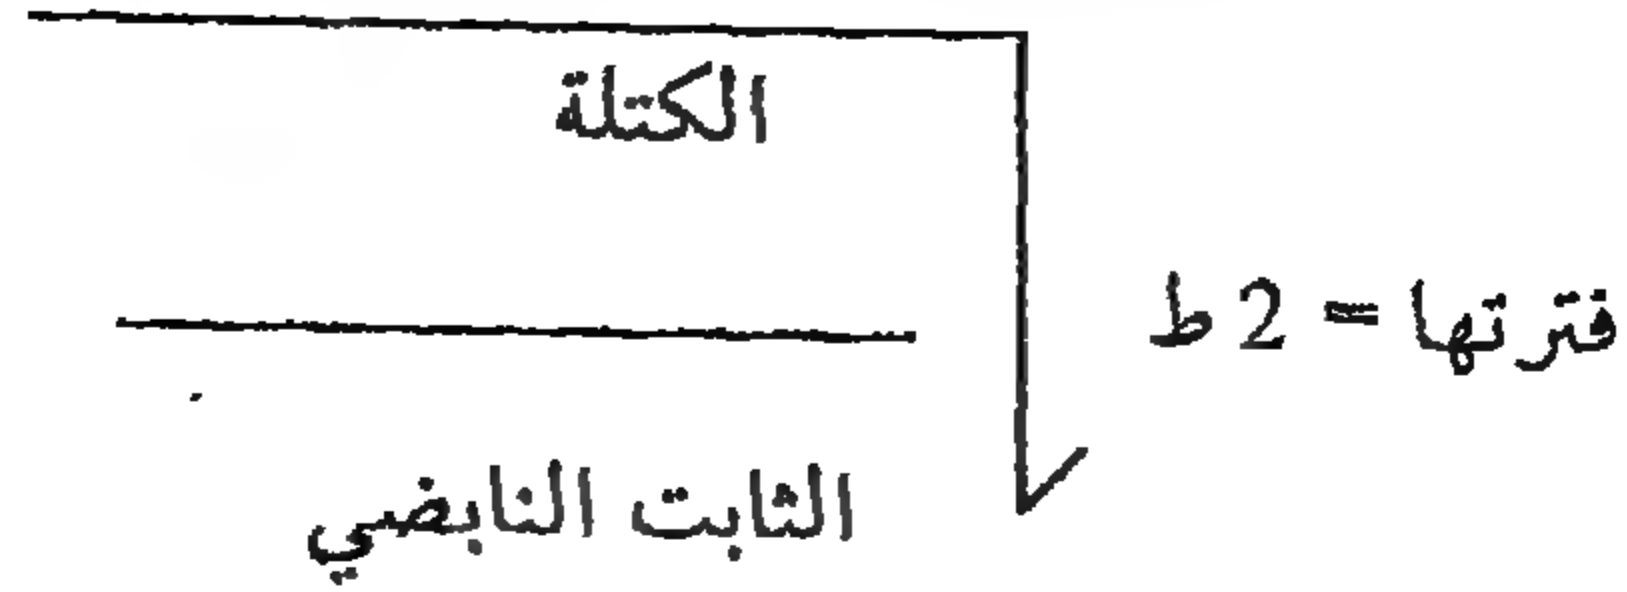 الكتلة
فترتها = 2 ط
الثابت النابضي